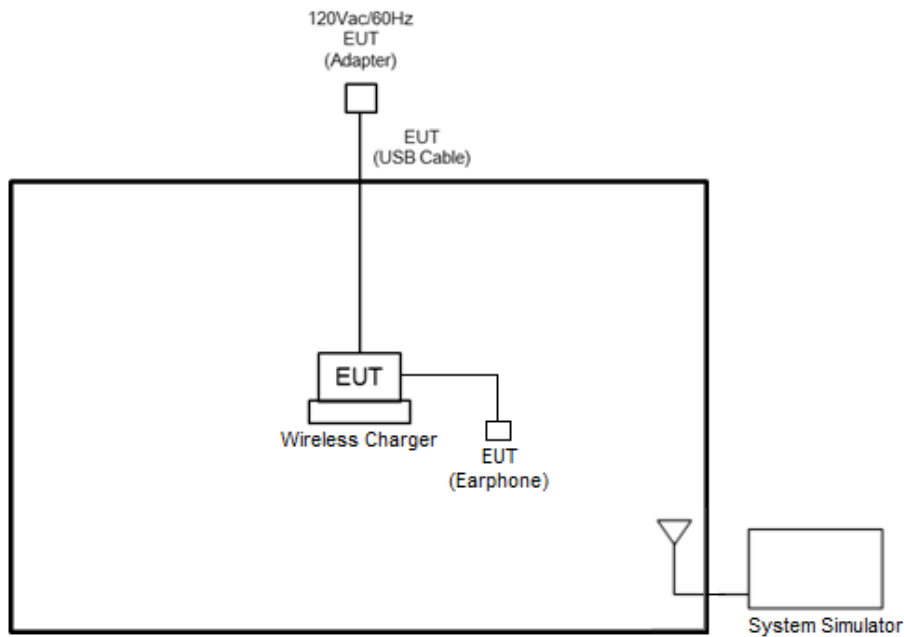 120Vac/60Hz
EUT
(Adapter)
EUT
(USB Cable)
EUT
Wireless Charger
EUT
(Earphone)
System Simulator